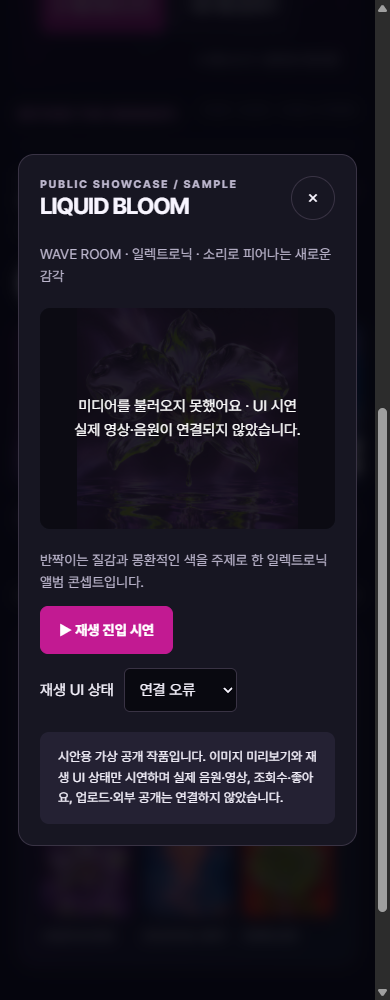 PUBLIC SHOWCASE / SAMPLE
LIQUID BLOOM
×
WAVE ROOM · 일렉트로닉 · 소리로 피어나는 새로운
감각
미디어를 불러오지 못했어요 · UI 시연
실제 영상·음원이 연결되지 않았습니다.
반짝이는 질감과 몽환적인 색을 주제로 한 일렉트로닉
앨범 콘셉트입니다.
▶ 재생 진입 시연
재생 UI 상태 연결 오류
시안용 가상 공개 작품입니다. 이미지 미리보기와 재
생 UI 상태만 시연하며 실제 음원·영상, 조회수·좋아
요, 업로드·외부 공개는 연결하지 않았습니다.